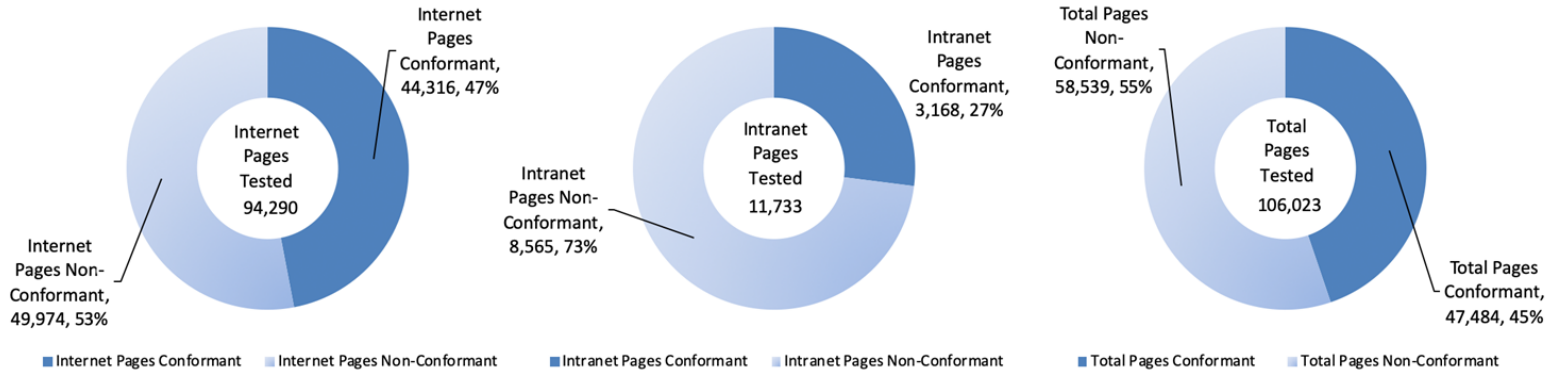 Internet
Pages
Conformant,
44,316, 47%
Internet
Pages
Tested
94,290
Internet
Pages Non-
Conformant,
49,974, 53%
Internet Pages Conformant
Internet Pages Non-Conformant
Intranet
Pages
Conformant,
3,168, 27%
Intranet
Pages
Tested
11,733
Intranet
Pages Non-
Conformant,
8,565, 73%
Intranet Pages Conformant
Intranet Pages Non-Conformant
Total Pages
Non-
Conformant,
58,539, 55%
Total
Pages
Tested
106,023
Total Pages
Conformant,
47,484, 45%
Total Pages Conformant
Total Pages Non-Conformant